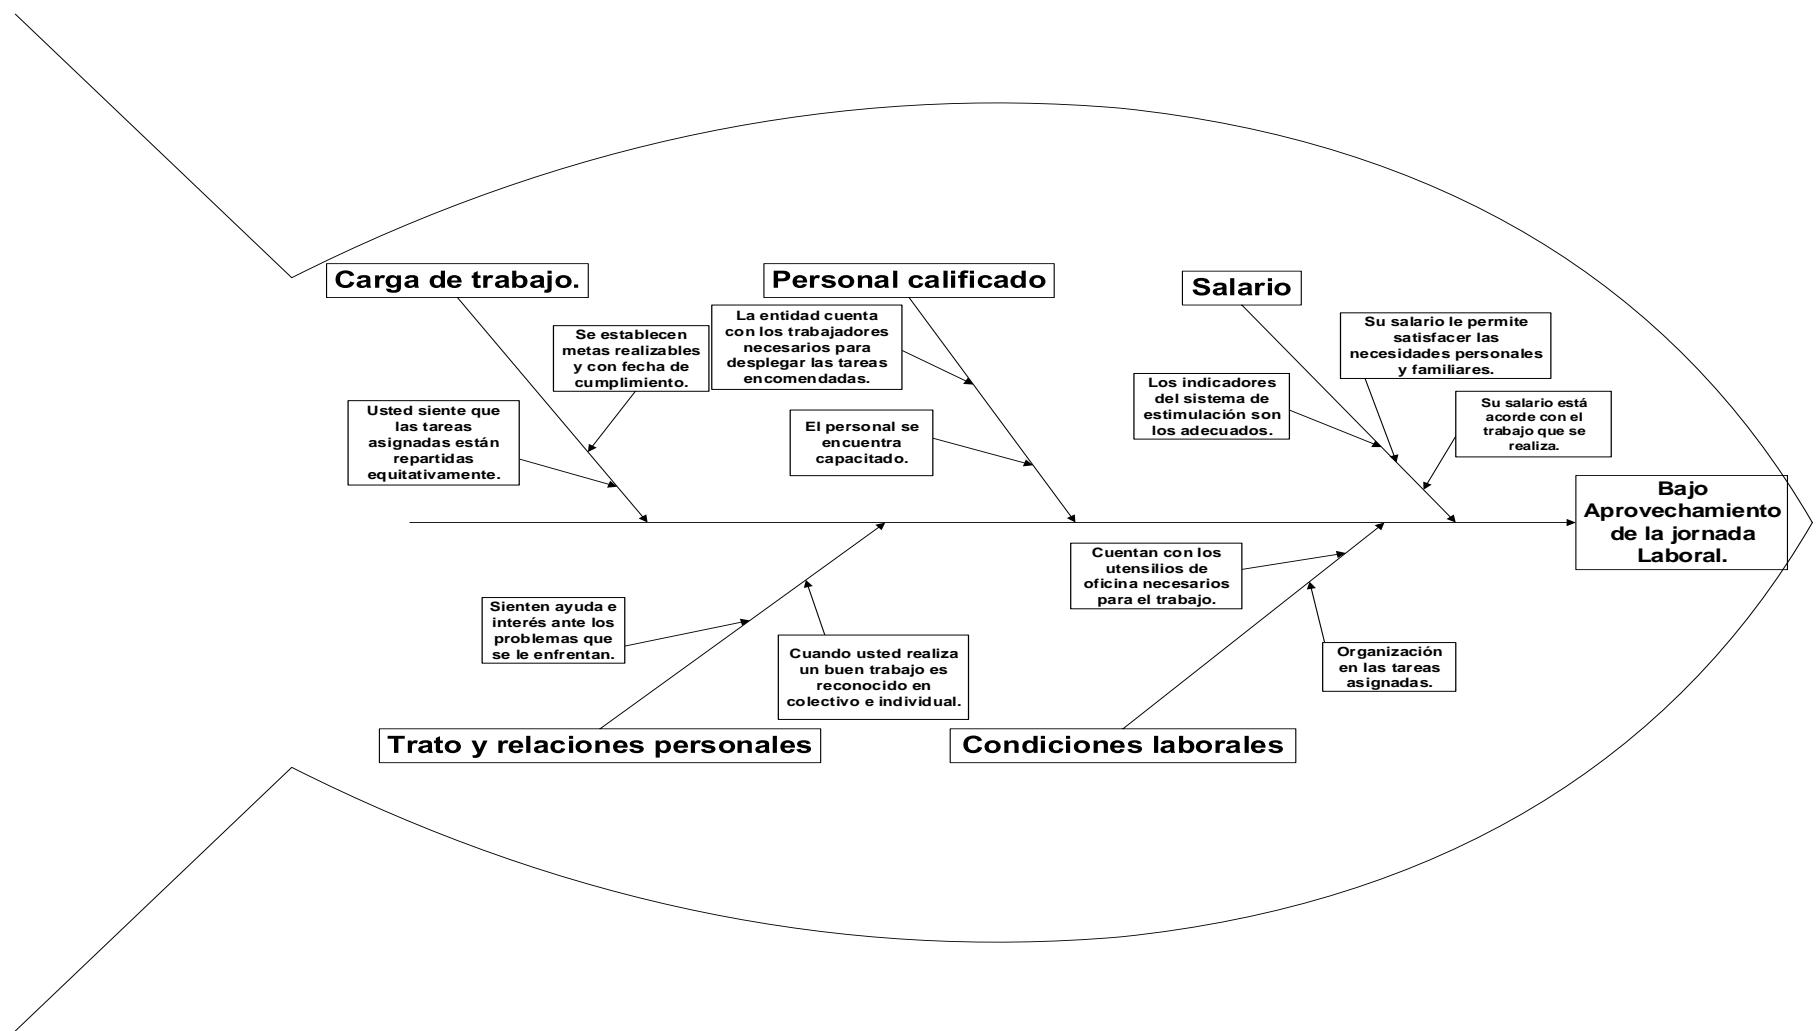 Carga de trabajo.
Personal calificado
Salario
Se establecen
metas realizables
y con fecha de
cumplimiento.
Usted siente que
las tareas
asignadas están
repartidas
equitativamente.
La entidad cuenta
con los trabajadores
necesarios para
desplegar las tareas
encomendadas.
El personal se
encuentra
capacitado.
Su salario le permite
satisfacer las
necesidades personales
y familiares.
Los indicadores
del sistema de
estimulación son
los adecuados.
Su salario está
acorde con el
trabajo que se
realiza.
Bajo
Aprovechamiento
de la jornada
Laboral.
Sienten ayuda e
interés ante los
problemas que
se le enfrentan.
Cuando usted realiza
un buen trabajo es
reconocido en
colectivo e individual.
Cuentan con los
utensilios de
oficina necesarios
para el trabajo.
Organización
en las tareas
asignadas.
Trato y relaciones personales
Condiciones laborales